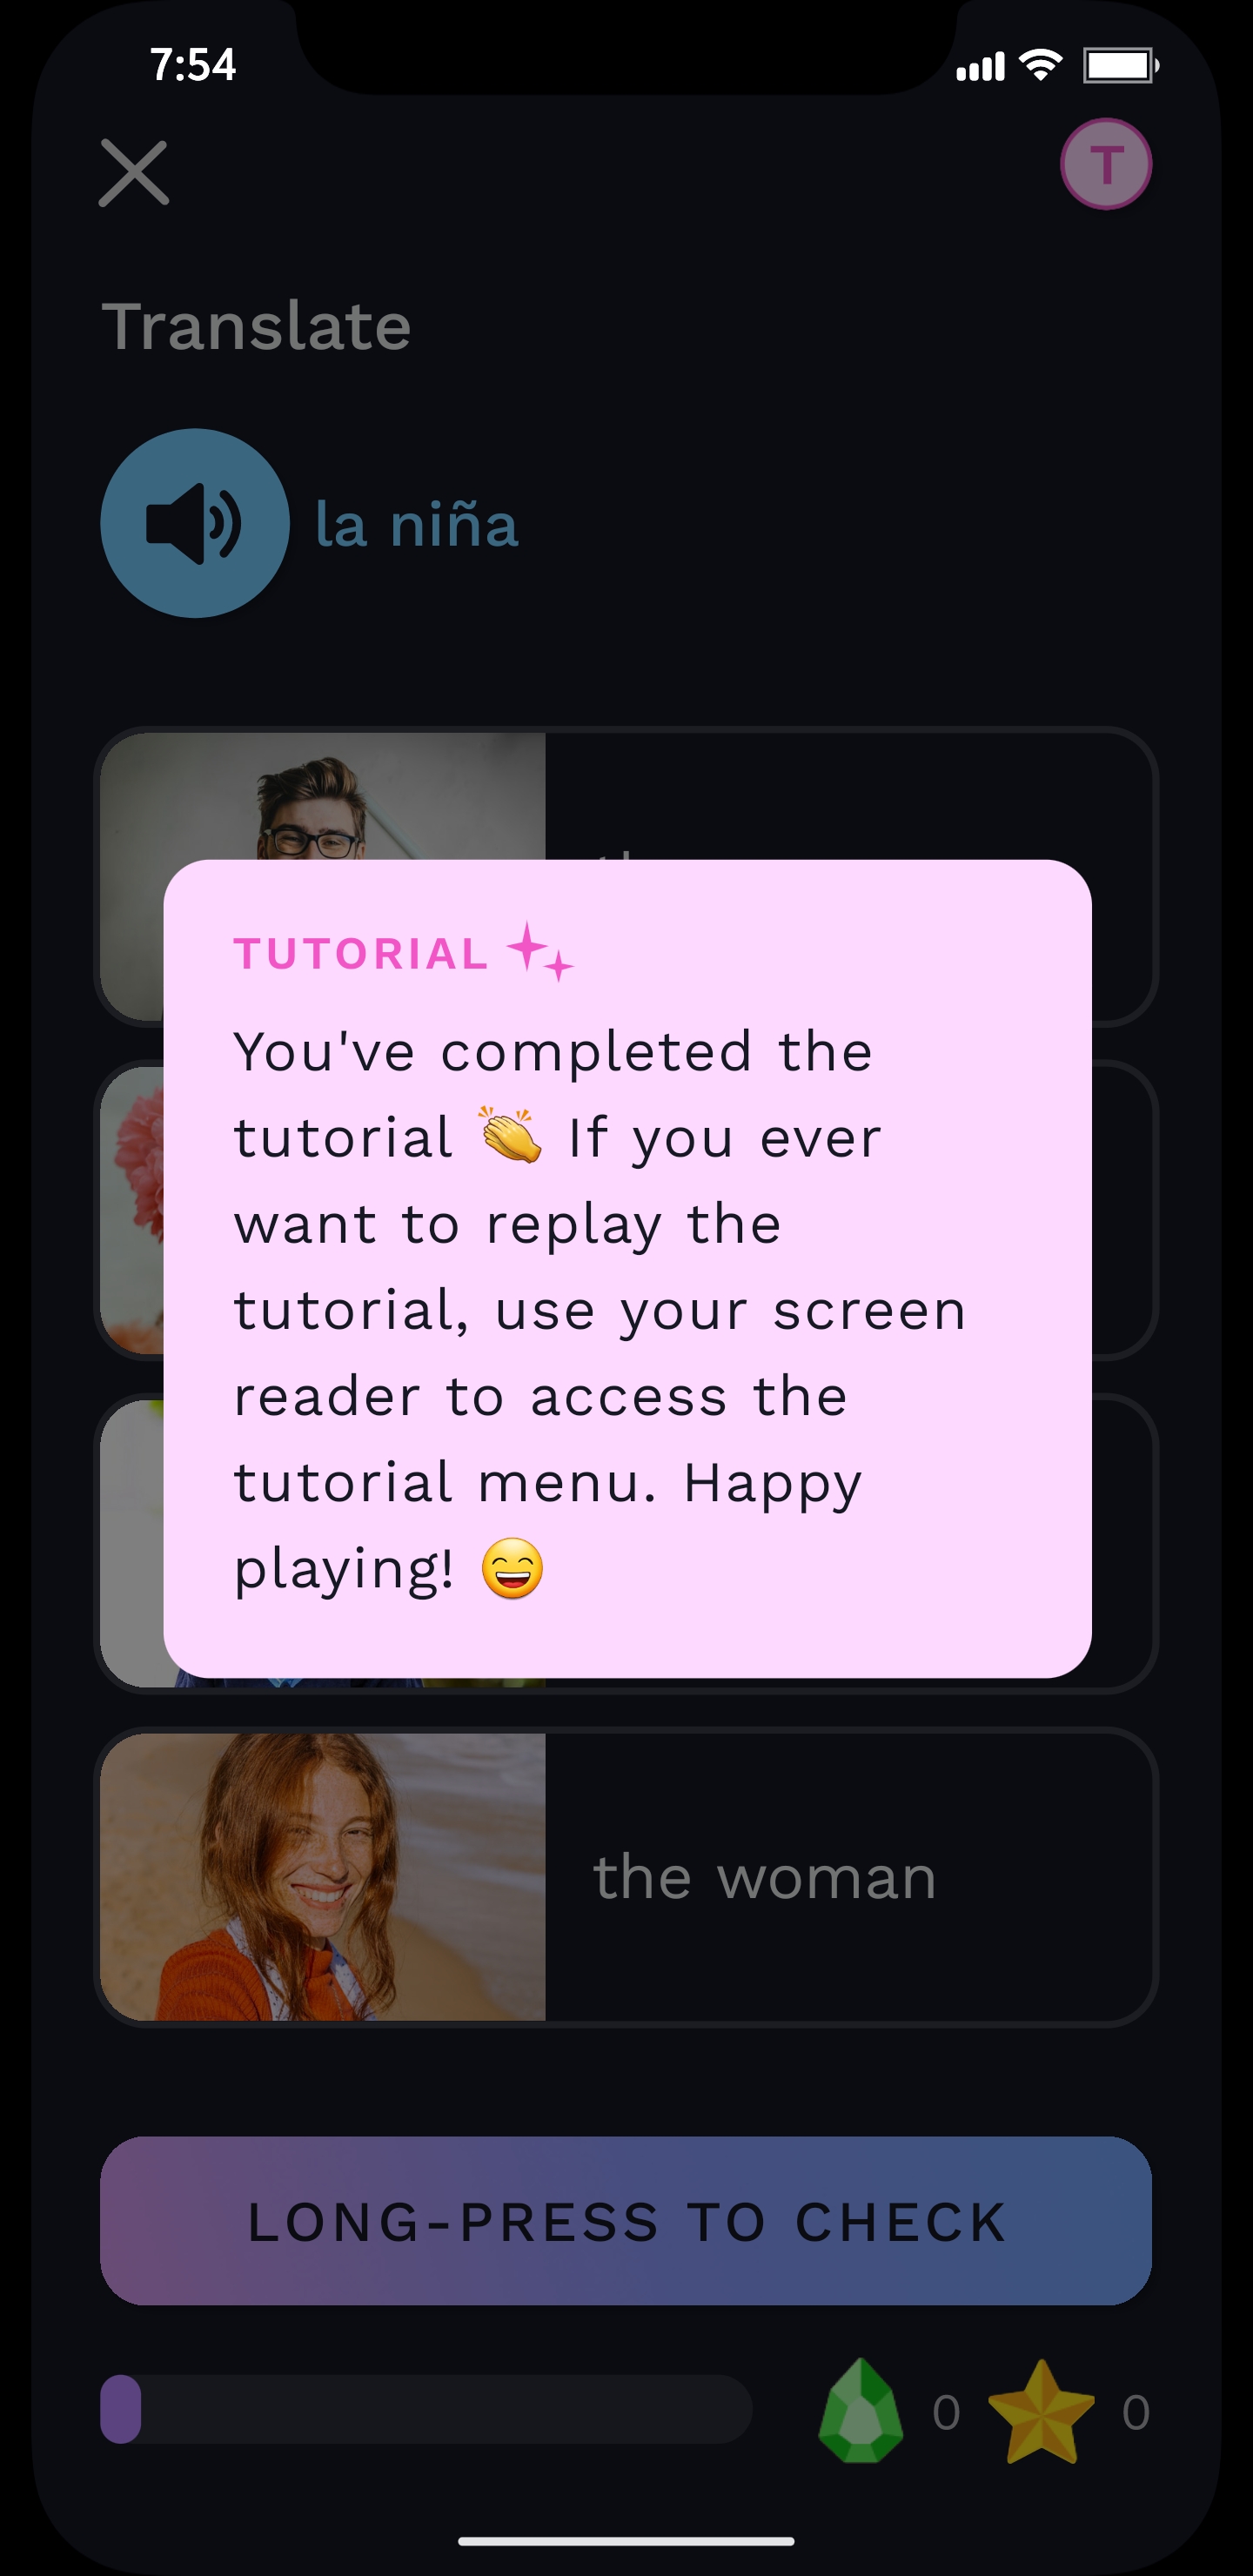 7:54
T
Translate
la niña
TUTORIAL
You've completed the
tutorial 👏 If you ever
want to replay the
tutorial, use your screen
reader to access the
tutorial menu. Happy
playing! 😄
the woman
LONG-PRESS TO CHECK
0 0